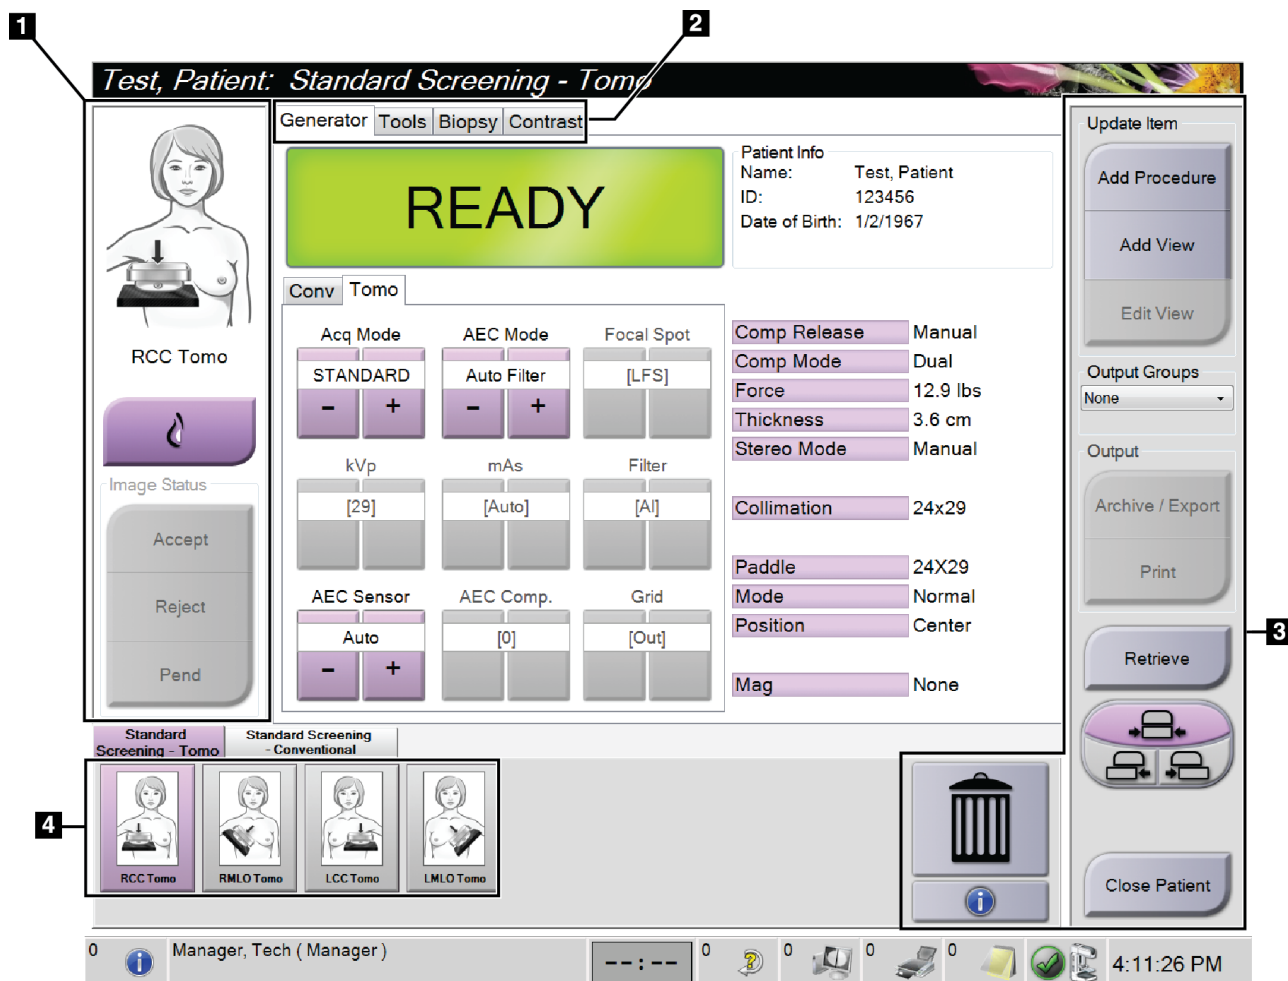 1
2
Test, Patient: Standard Screening - Tomo
Generator Tools Biopsy Contrast
READY
Patient Info
Name: Test, Patient
ID: 123456
Date of Birth: 1/2/1967
RCC Tomo
Image Status
Accept
Reject
Pend
Conv Tomo
Acq Mode AEC Mode Focal Spot
STANDARD Auto Filter [LFS]
- + - +
kVp mAs Filter
[29] [Auto] [Al]
AEC Sensor AEC Comp. Grid
Auto [0] [Out]
- +
Comp Release Manual
Comp Mode Dual
Force 12.9 lbs
Thickness 3.6 cm
Stereo Mode Manual
Collimation 24x29
Paddle 24X29
Mode Normal
Position Center
Mag None
Update Item
Add Procedure
Add View
Edit View
Output Groups
None
Output
Archive / Export
Print
3
Retrieve
Close Patient
Standard
Screening - Tomo
Standard Screening
- Conventional
4
RCC Tomo RMLO Tomo LCC Tomo LMLO Tomo
i
0 i Manager, Tech ( Manager ) --:-- 0 0 0 0 4:11:26 PM